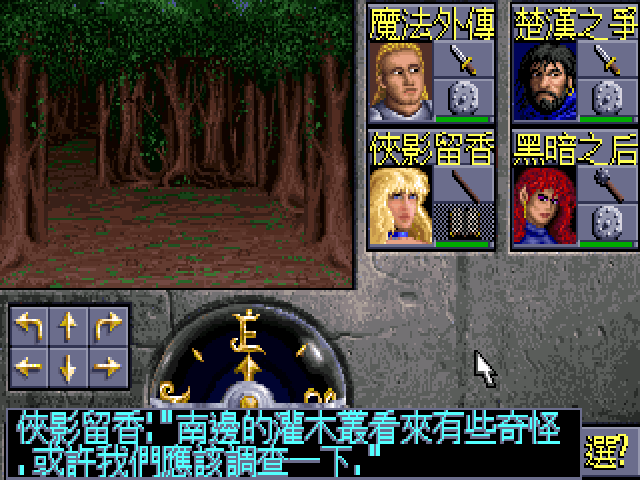 魔法外傳
楚漢之爭
俠影留香
黑暗之后
E
俠影留香:"南邊的灌木叢看來有些奇怪
.或許我們應該調查一下."
選?